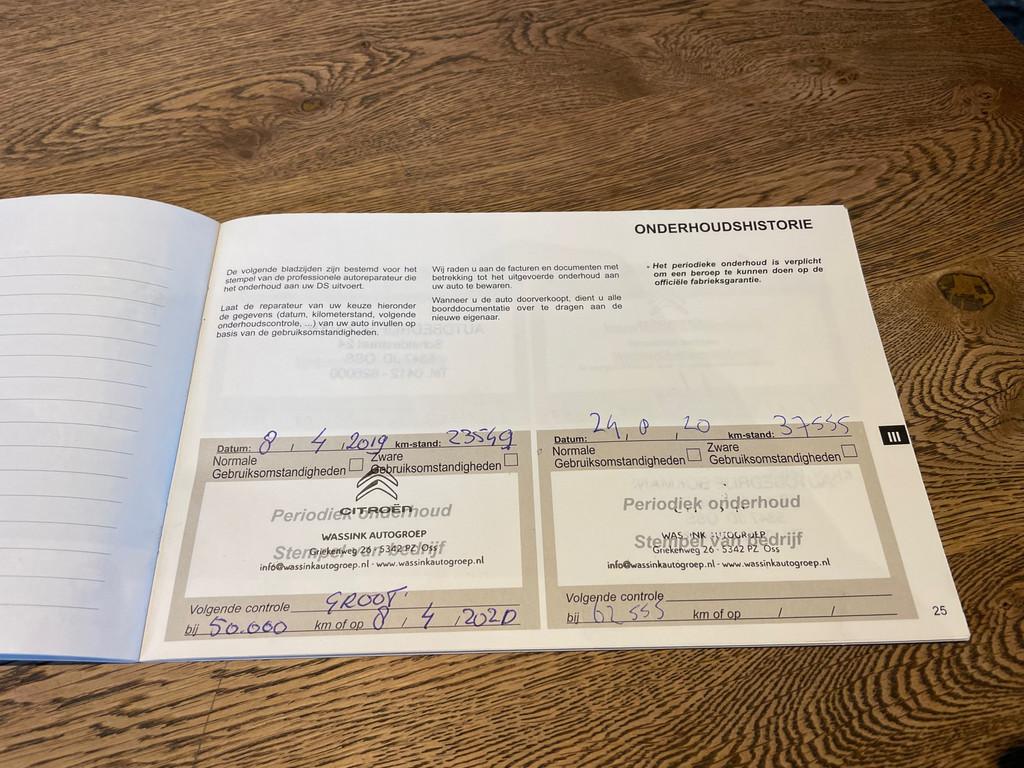 ONDERHOUDSHISTORIE
De volgende bladzijden zijn bestemd voor het
stempel van de professionele autoreparateur die
het onderhoud aan uw DS uitvoert.
Laat de reparateur van uw keuze hieronder
de gegevens (datum, kilometerstand, volgende
onderhoudscontrole, ...) van uw auto invullen op
basis van de gebruiksomstandigheden.
Wij raden u aan de facturen en documenten met
betrekking tot het uitgevoerde onderhoud aan
uw auto te bewaren.
Wanneer u de auto doorverkoopt, dient u alle
boorddocumentatie over te dragen aan de
nieuwe eigenaar.
- Het periodieke onderhoud is verplicht
om een beroep te kunnen doen op de
officiële fabrieksgarantie.
III
Datum: 8 , 4 , 2019 km-stand: 23549
Normale
Gebruiksomstandigheden
Zware
Gebruiksomstandigheden
CITROËN
Periodiek onderhoud
WASSINK AUTOGROEP
Stempel van bedrijf
Griekenweg 26 - 5342 PZ Oss
info@wassinkautogroep.nl - www.wassinkautogroep.nl
Volgende controle GROOT.
bij 50.000 km of op 8 , 4 , 2020
Datum: 24 , 8 , 20 km-stand: 37555
Normale
Gebruiksomstandigheden
Zware
Gebruiksomstandigheden
Periodiek onderhoud
WASSINK AUTOGROEP
Stempel van bedrijf
Griekenweg 26 - 5342 PZ Oss
info@wassinkautogroep.nl - www.wassinkautogroep.nl
Volgende controle
bij 62555 km of op / /
25